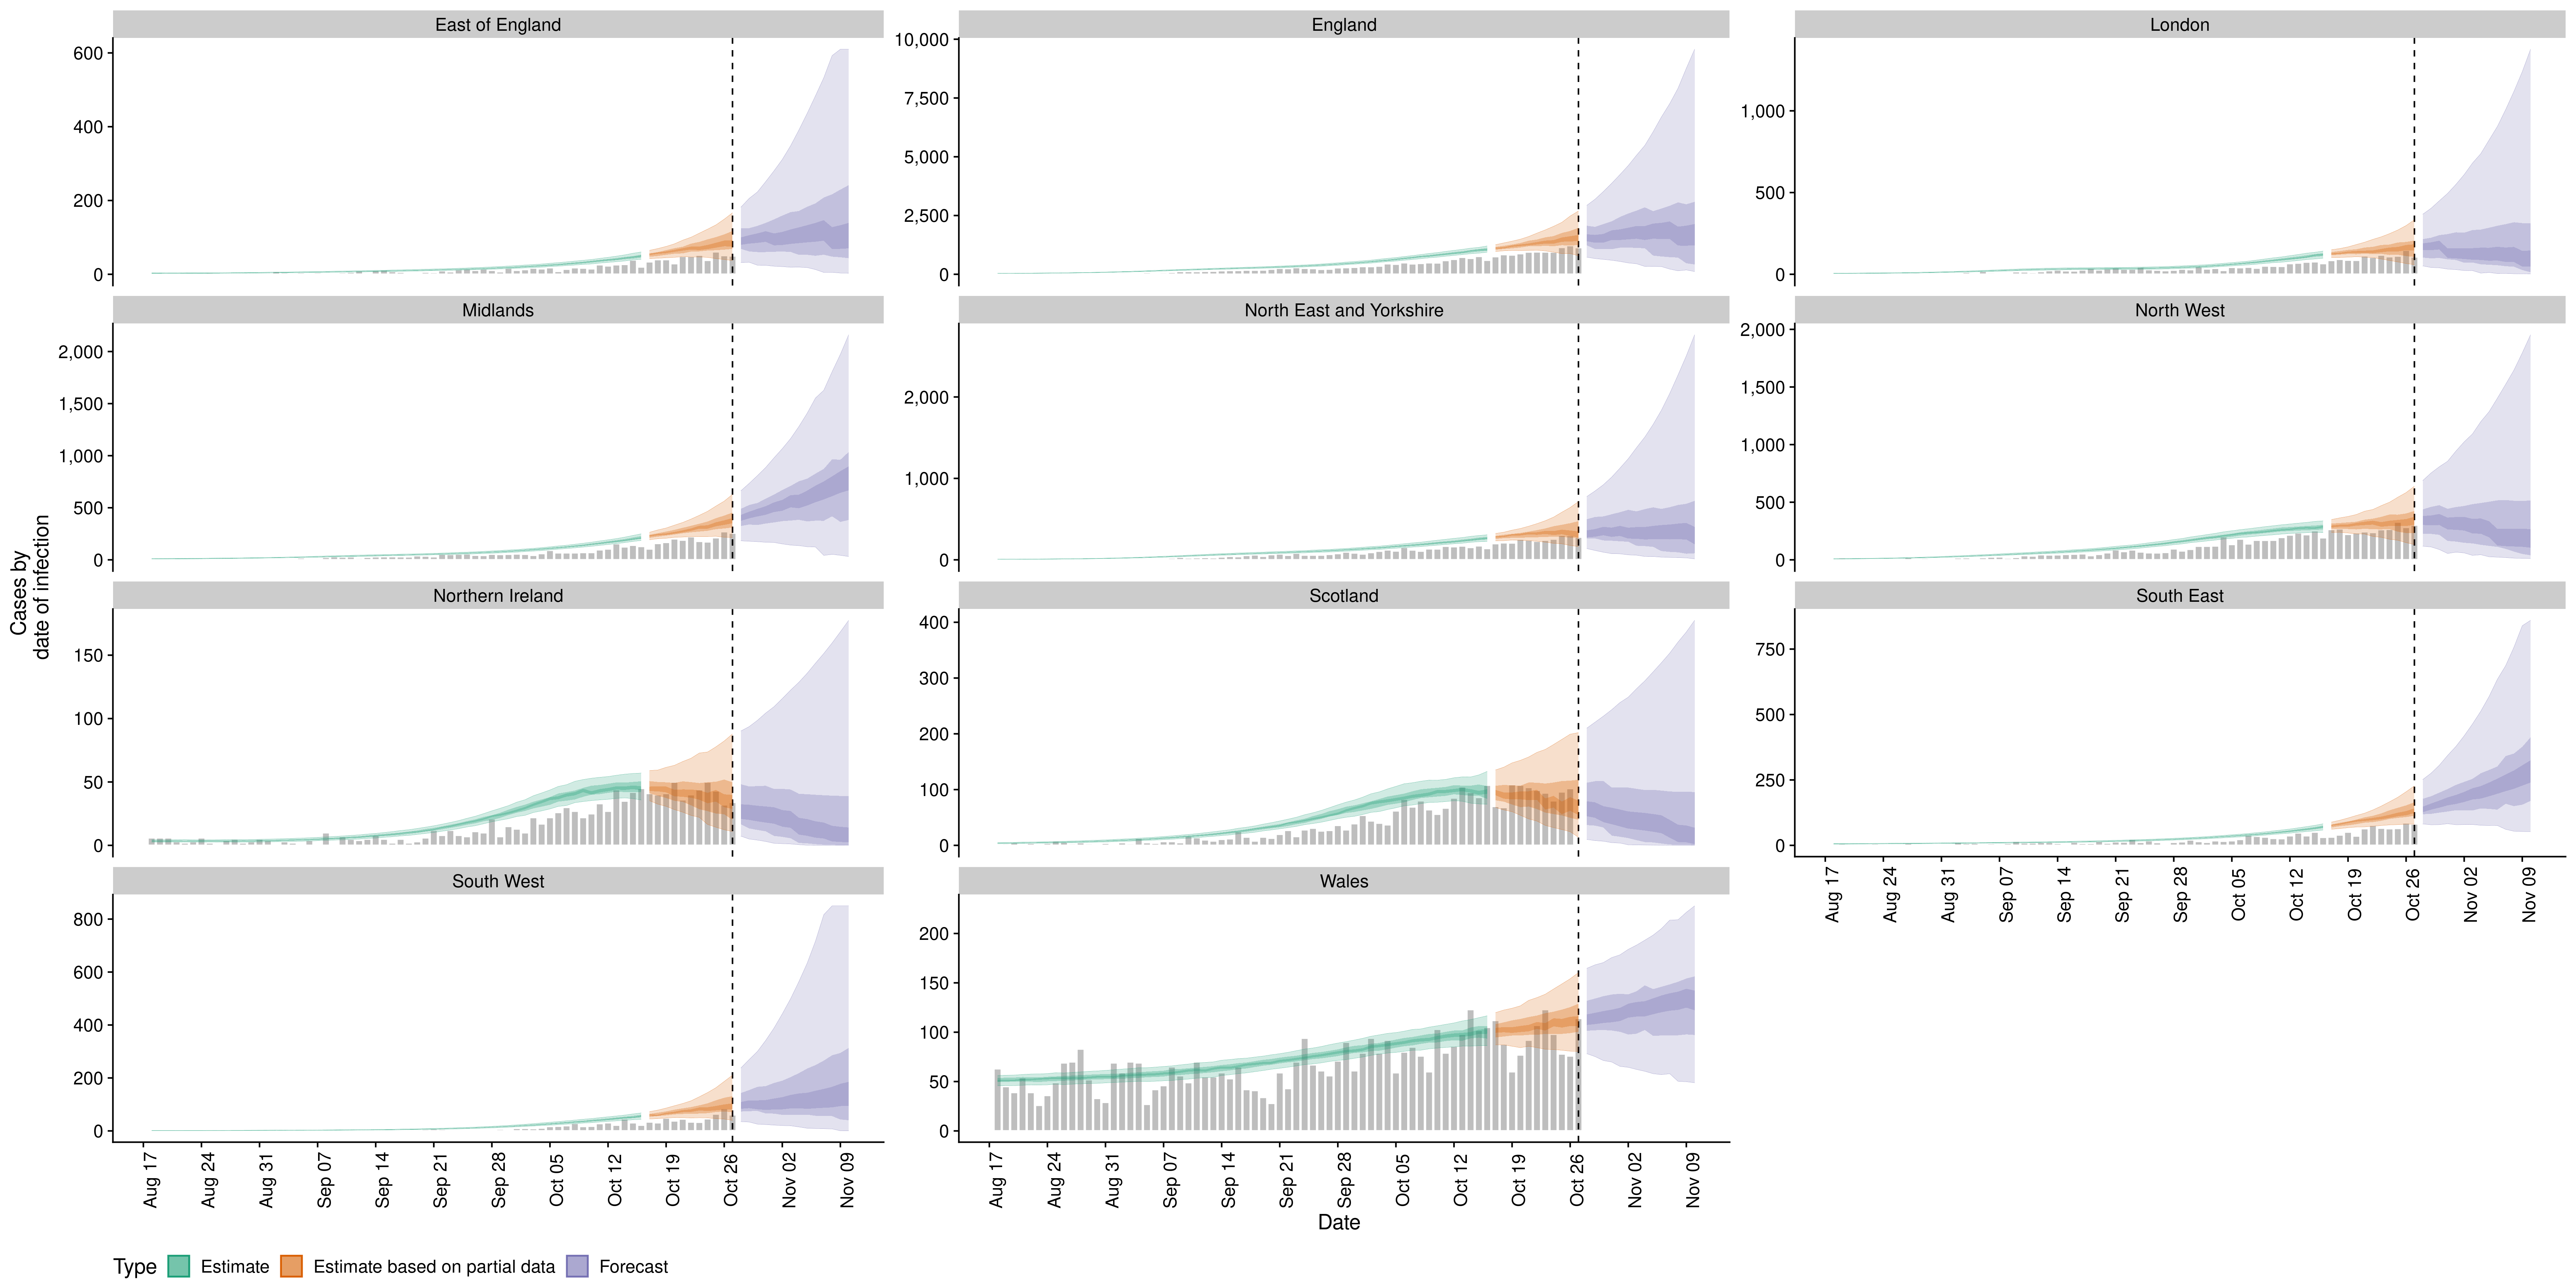 East of England
England
London
600
400
200
0
10,000
7,500
5,000
2,500
0
1,000
500
0
Midlands
North East and Yorkshire
North West
2,000
1,500
1,000
500
0
2,000
1,000
0
2,000
1,500
1,000
500
0
Cases by
date of infection
Northern Ireland
Scotland
South East
150
100
50
0
400
300
200
100
0
750
500
250
0
Aug 17
Aug 24
Aug 31
Sep 07
Sep 14
Sep 21
Sep 28
Oct 05
Oct 12
Oct 19
Oct 26
Nov 02
Nov 09
South West
Wales
800
600
400
200
0
200
150
100
50
0
Aug 17
Aug 24
Aug 31
Sep 07
Sep 14
Sep 21
Sep 28
Oct 05
Oct 12
Oct 19
Oct 26
Nov 02
Nov 09
Aug 17
Aug 24
Aug 31
Sep 07
Sep 14
Sep 21
Sep 28
Oct 05
Oct 12
Oct 19
Oct 26
Nov 02
Nov 09
Date
Type Estimate Estimate based on partial data Forecast